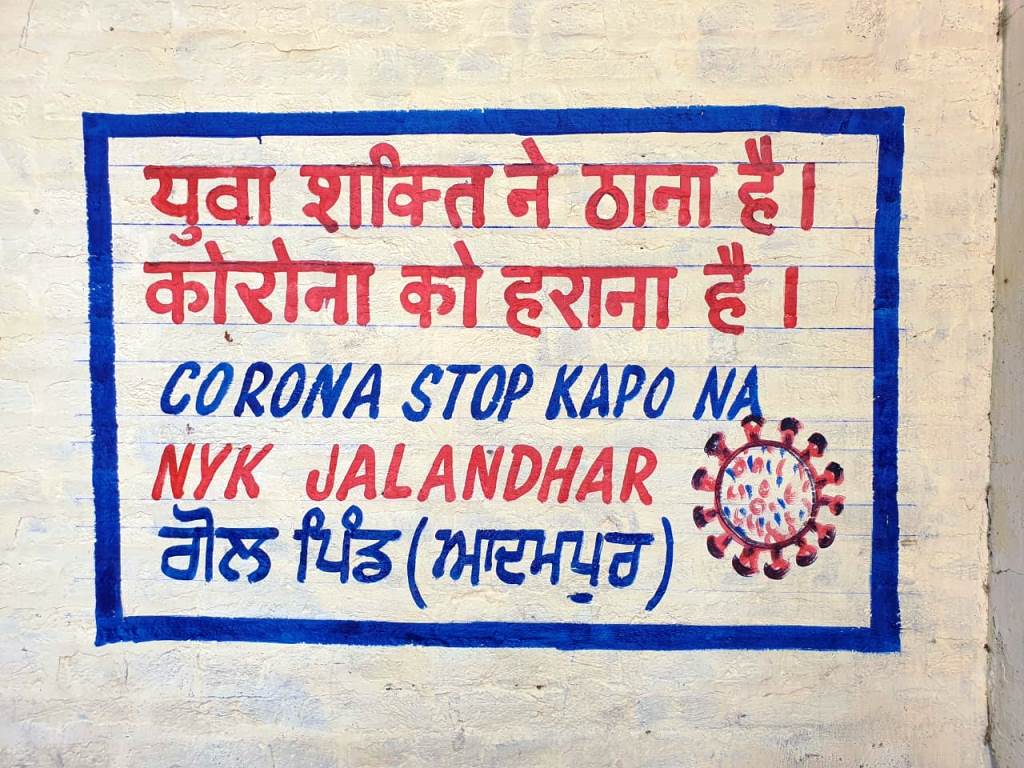 युवा शक्ति ने ठाना है।
कोरोना को हराना है ।
CORONA STOP KAPO NA
NYK JALANDHAR
ਗੋਲ ਪਿੰਡ (ਆਦਮਪੁਰ)